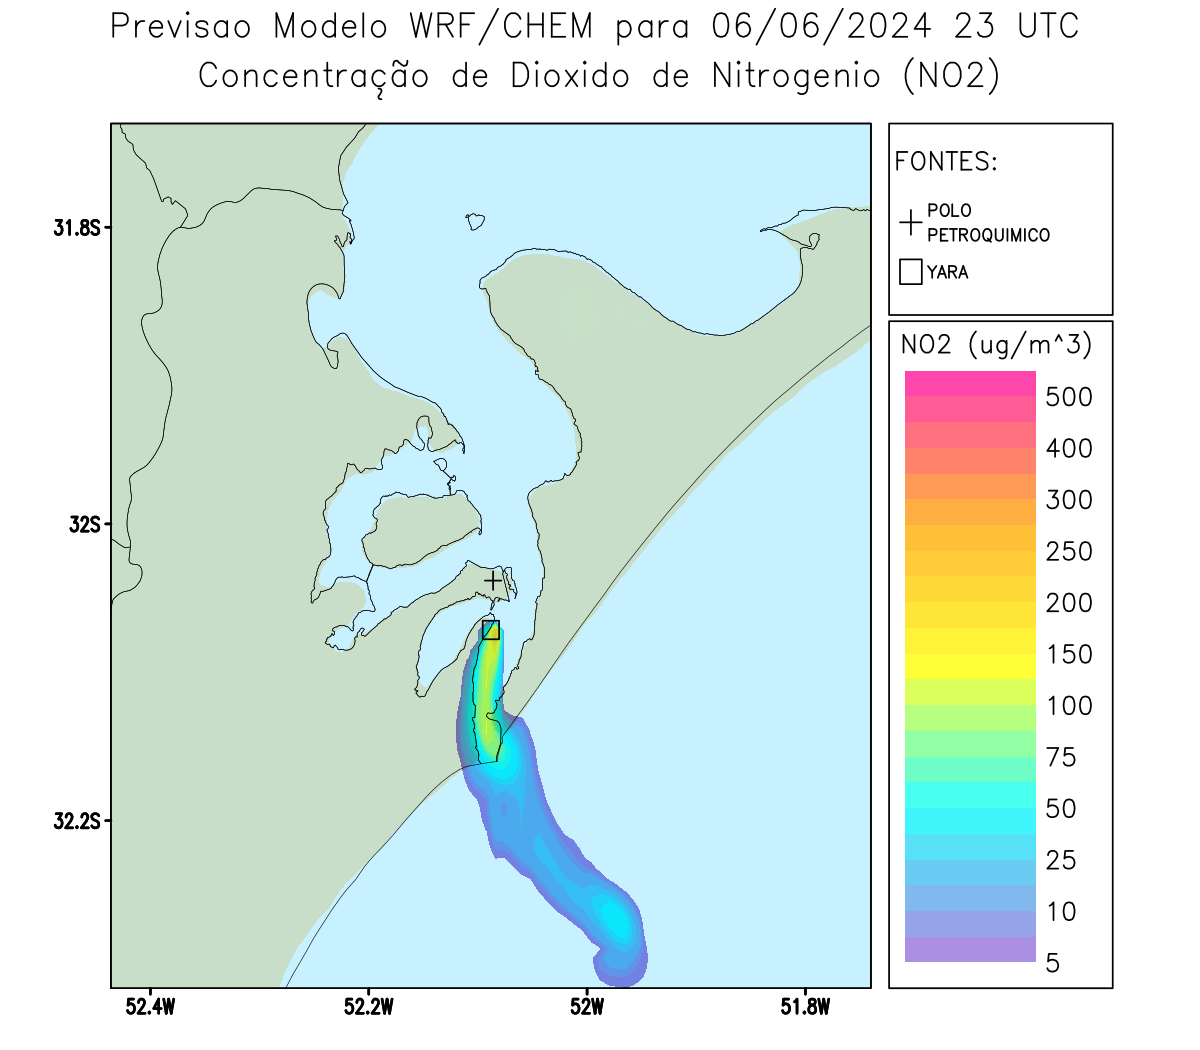 Previsao Modelo WRF/CHEM para 06/06/2024 23 UTC
Concentração de Dioxido de Nitrogenio (NO2)
FONTES:
POLO
PETROQUIMICO
YARA
NO2 (ug/m^3)
500
400
300
250
200
150
100
75
50
25
10
5
31.8S
32S
32.2S
52.4W
52.2W
52W
51.8W